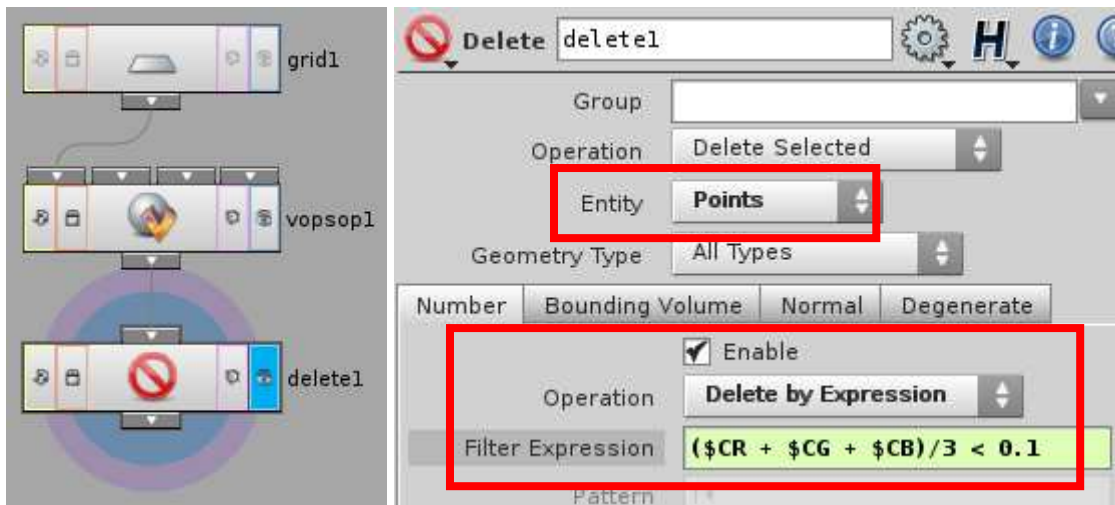 grid1
vopsop1
delete1
Delete delete1
Group
Operation Delete Selected
Entity Points
Geometry Type All Types
Number Bounding Volume Normal Degenerate
Enable
Operation Delete by Expression
Filter Expression ($CR + $CG + $CB)/3 < 0.1
Pattern